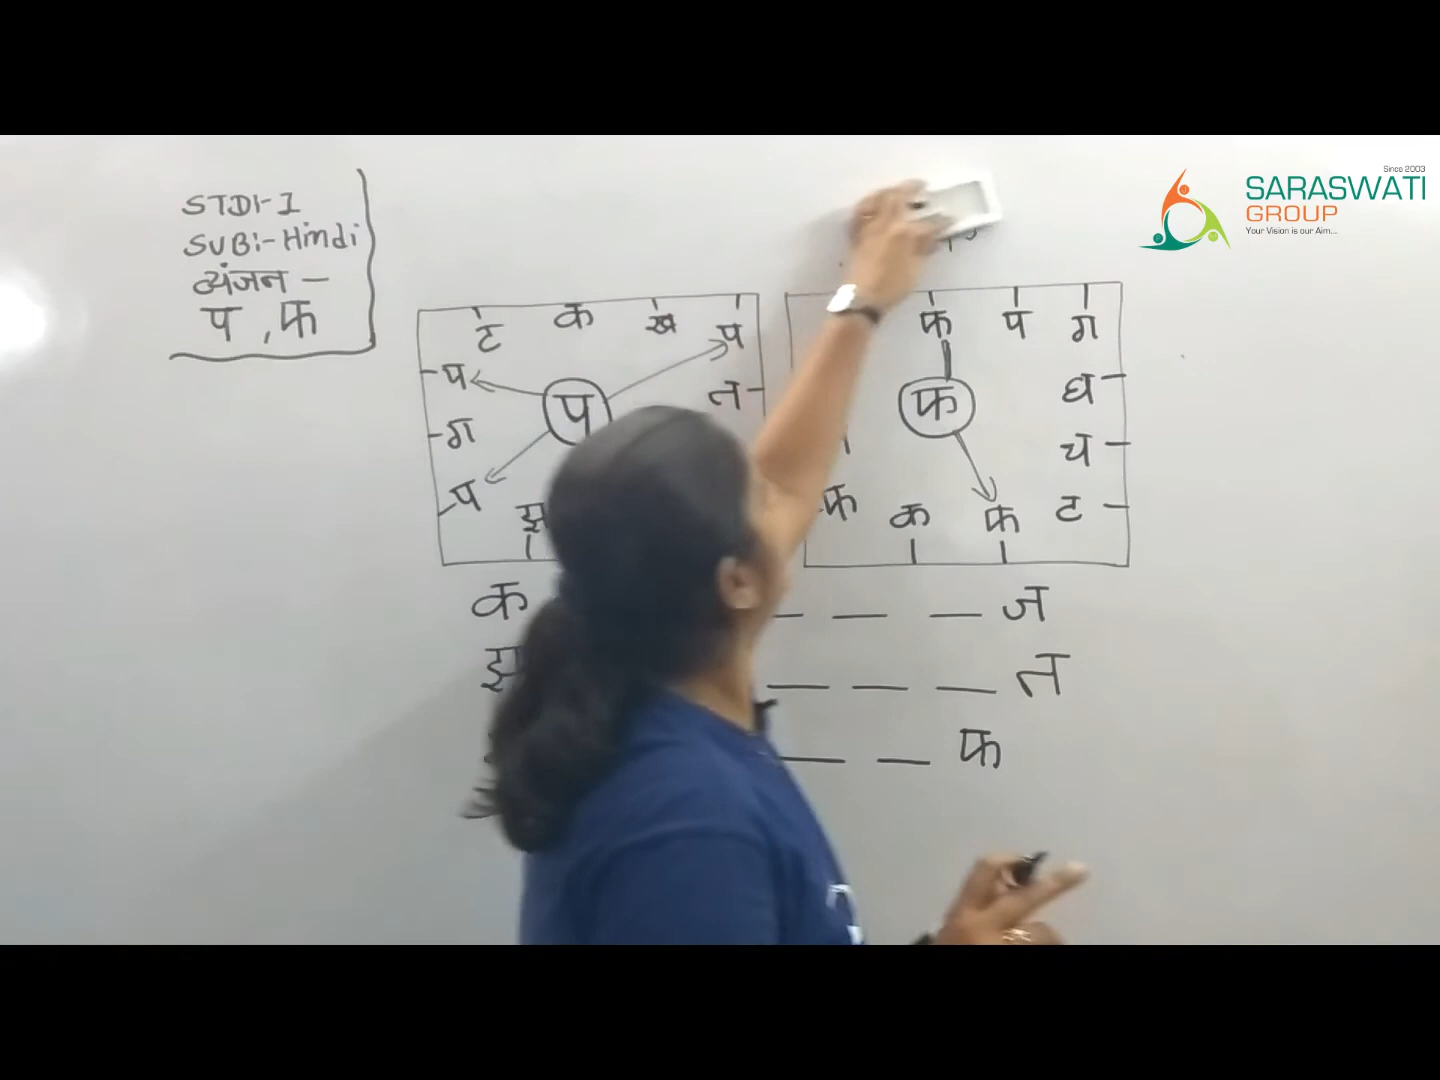 STD:-I
SUB:-Hindi
व्यंजन -
प , फ
Since 2003
SARASWATI
GROUP
Your Vision is our Aim...
ट क ख प
प प न
ग
प
झ
फ प ग
फ घ
च
फ क फ ट
क _ _ _ ज
झ _ _ _ त
_ _ फ